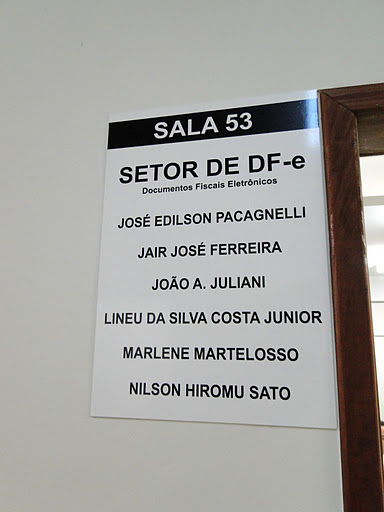 SALA 53
SETOR DE DF-e
Documentos Fiscais Eletrônicos
JOSÉ EDILSON PACAGNELLI
JAIR JOSÉ FERREIRA
JOÃO A. JULIANI
LINEU DA SILVA COSTA JUNIOR
MARLENE MARTELOSSO
NILSON HIROMU SATO